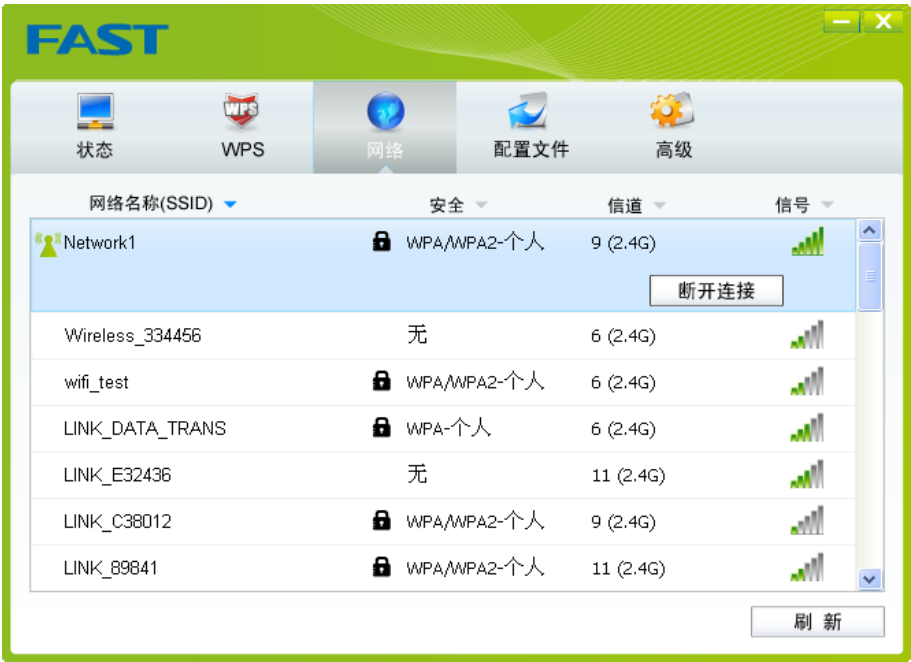 FAST
状态 WPS 网络 配置文件 高级
网络名称(SSID) 安全 信道 信号
Network1 WPA/WPA2-个人 9 (2.4G)
断开连接
Wireless_334456 无 6 (2.4G)
wifi_test WPA/WPA2-个人 6 (2.4G)
LINK_DATA_TRANS WPA-个人 6 (2.4G)
LINK_E32436 无 11 (2.4G)
LINK_C38012 WPA/WPA2-个人 9 (2.4G)
LINK_89841 WPA/WPA2-个人 11 (2.4G)
刷 新